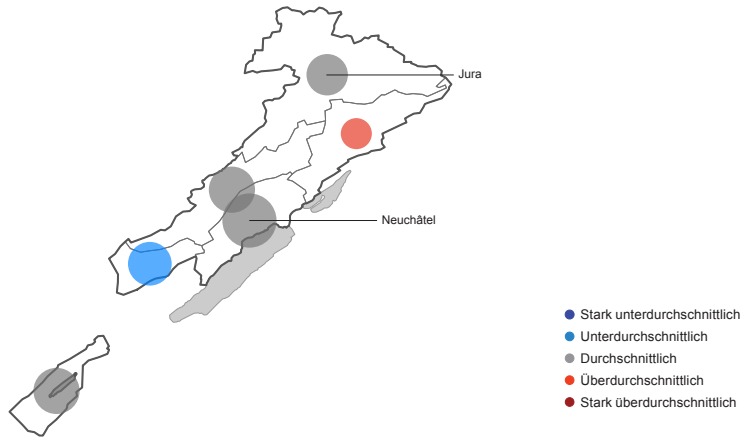 Jura
Neuchâtel
Stark unterdurchschnittlich
Unterdurchschnittlich
Durchschnittlich
Überdurchschnittlich
Stark überdurchschnittlich